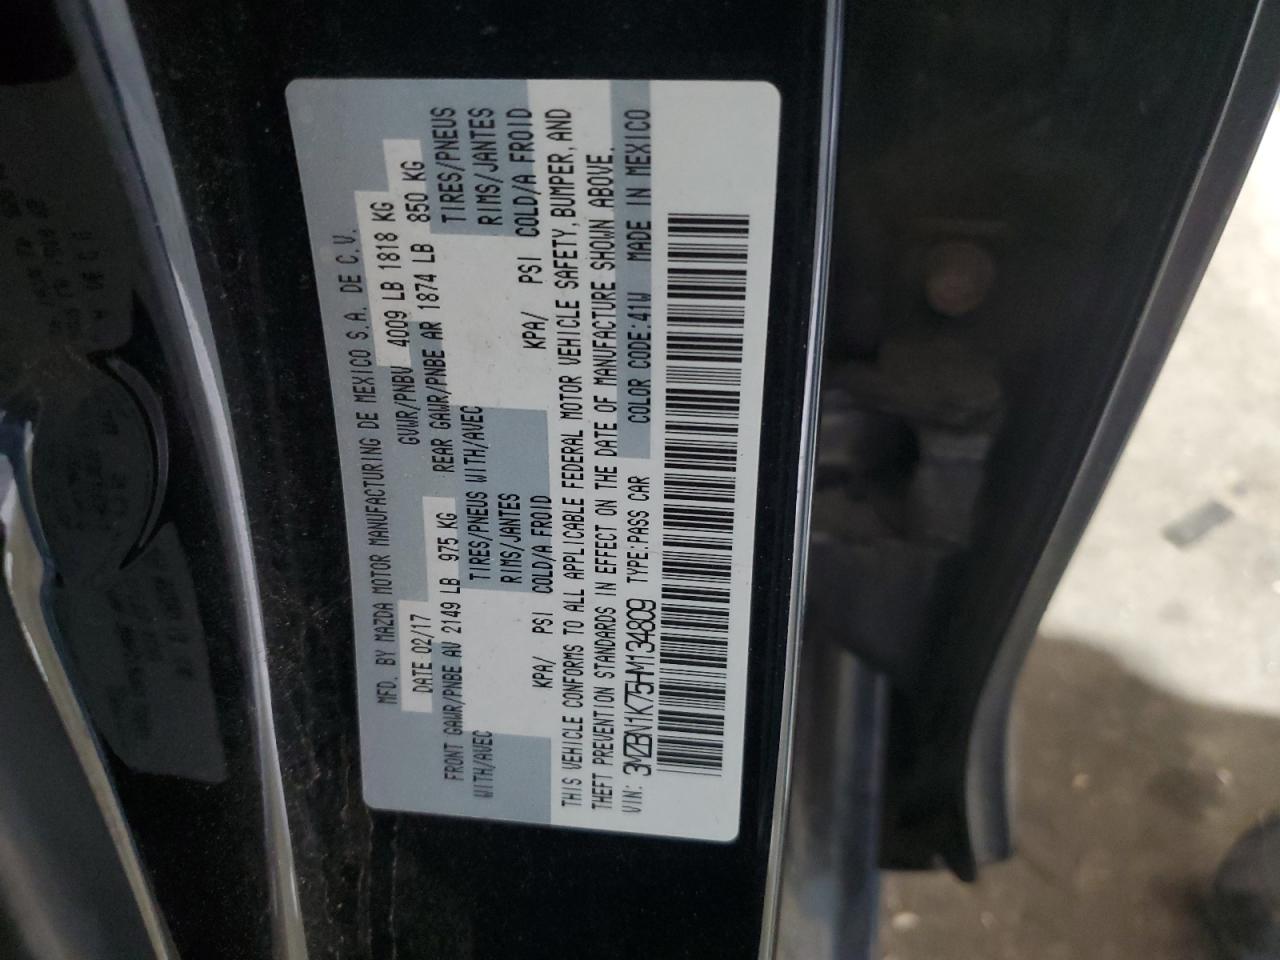 MFD. BY MAZDA MOTOR MANUFACTURING DE MEXICO S.A. DE C.V.
DATE 02/17 GVWR/PNBV 4009 LB 1818 KG
FRONT GAWR/PNBE AV 2149 LB 975 KG REAR GAWR/PNBE AR 1874 LB 850 KG
WITH/AVEC TIRES/PNEUS WITH/AVEC TIRES/PNEUS
RIMS/JANTES RIMS/JANTES
KPA/ PSI COLD/A FROID KPA/ PSI COLD/A FROID
THIS VEHICLE CONFORMS TO ALL APPLICABLE FEDERAL MOTOR VEHICLE SAFETY, BUMPER, AND
THEFT PREVENTION STANDARDS IN EFFECT ON THE DATE OF MANUFACTURE SHOWN ABOVE.
VIN: 3MZBN1K75HM134809 TYPE:PASS CAR COLOR CODE:41W MADE IN MEXICO